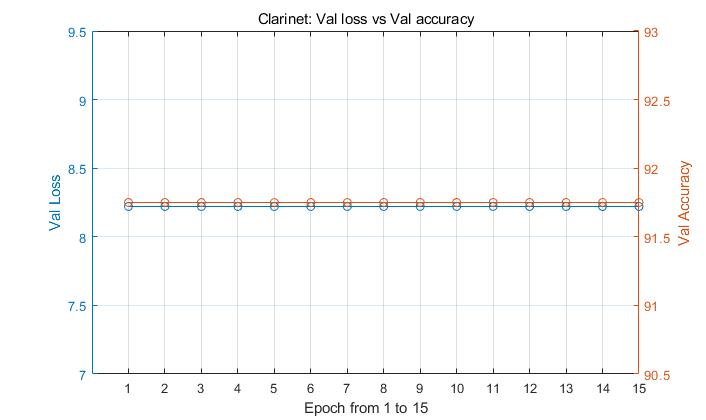 Clarinet: Val loss vs Val accuracy
9.5
9
8.5
8
7.5
7
Val Loss
93
92.5
92
91.5
91
90.5
Val Accuracy
1 2 3 4 5 6 7 8 9 10 11 12 13 14 15
Epoch from 1 to 15